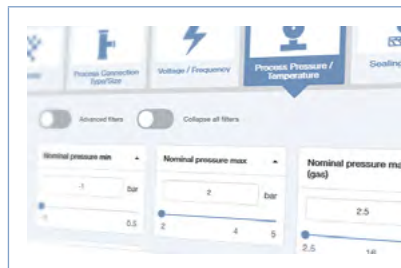 Process Connection
Type/Size
Voltage / Frequency
Process Pressure /
Temperature
Sealing
Advanced filters
Collapse all filters
Nominal pressure min
Nominal pressure max
Nominal pressure ma
(gas)
-1
bar
2
bar
2.5
0.5
2
4
5
2.5
16